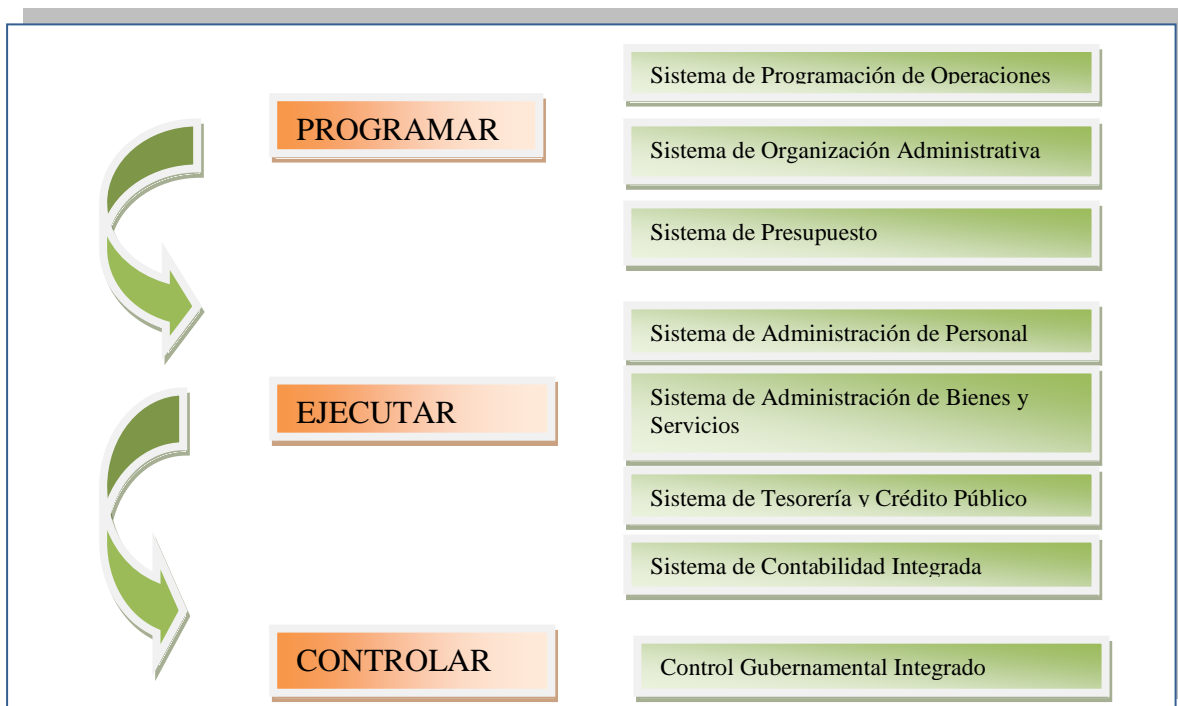 PROGRAMAR
Sistema de Programación de Operaciones
Sistema de Organización Administrativa
Sistema de Presupuesto
EJECUTAR
Sistema de Administración de Personal
Sistema de Administración de Bienes y
Servicios
Sistema de Tesorería y Crédito Público
Sistema de Contabilidad Integrada
CONTROLAR
Control Gubernamental Integrado